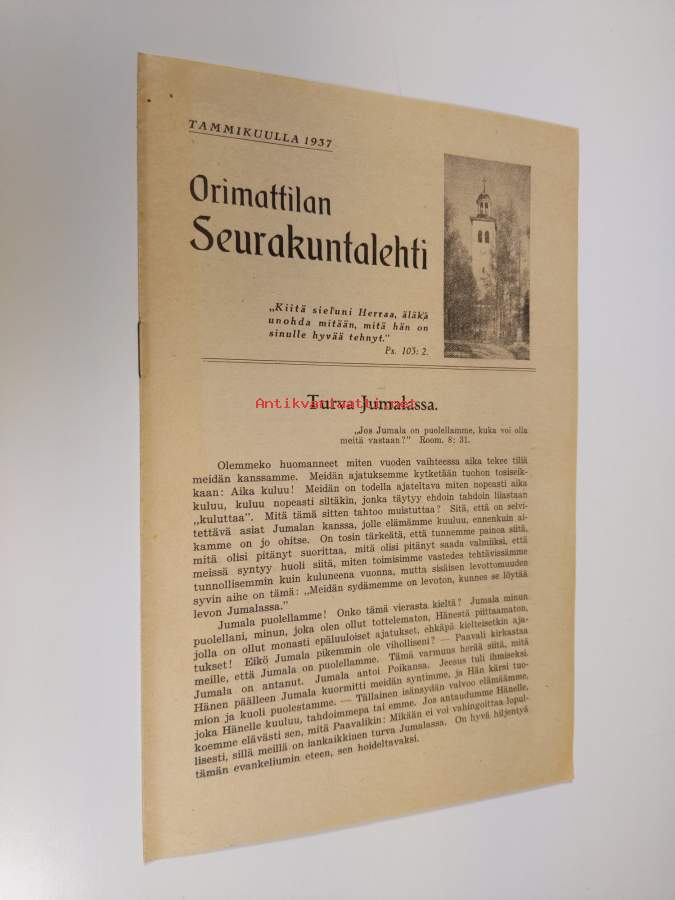 TAMMIKUULLA 1937
Orimattilan
Seurakuntalehti
„Kiitä sieluni Herraa, äläkä
unohda mitään, mitä hän on
sinulle hyvää tehnyt."
Ps. 103: 2.
Antikvariaatti.net
Turva Jumalassa.
„Jos Jumala on puolellamme, kuka voi olla
meitä vastaan?" Room. 8: 31.
Olemmeko huomanneet miten vuoden vaihteessa aika tekee tiliä
meidän kanssamme. Meidän ajatuksemme kytketään tuohon tosiseik-
kaan: Aika kuluu! Meidän on todella ajateltava miten nopeasti aika
kuluu, kuluu nopeasti siltäkin, jonka täytyy ehdoin tahdoin liiastaan
„kuluttaa". Mitä tämä sitten tahtoo muistuttaa? Sitä, että on selvi-
tettävä asiat Jumalan kanssa, jolle elämämme kuuluu, ennenkuin ai-
kamme on jo ohitse. On tosin tärkeätä, että tunnemme painoa siitä,
mitä olisi pitänyt suorittaa, mitä olisi pitänyt saada valmiiksi, että
meissä syntyy huoli siitä, miten toimisimme vastedes tehtävissämme
tunnollisemmin kuin kuluneena vuonna, mutta sisäisen levottomuuden
syvin aihe on tämä: „Meidän sydämemme on levoton, kunnes se löytää
levon Jumalassa."
Jumala puolellamme! Onko tämä vierasta kieltä? Jumala minun
puolellani, minun, joka olen ollut tottelematon, Hänestä piittaamaton,
jolla on ollut monesti epäluuloiset ajatukset, ehkäpä kielteisetkin aja-
tukset! Eikö Jumala pikemmin ole viholliseni? — Paavali kirkastaa
meille, että Jumala on puolellamme. Tämä varmuus herää siitä, mitä
Jumala on antanut. Jumala antoi Poikansa. Jeesus tuli ihmiseksi.
Hänen päälleen Jumala kuormitti meidän syntimme, ja Hän kärsi tuo-
mion ja kuoli puolestamme. — Tällainen isänsydän valvoo elämäämme,
joka Hänelle kuuluu, tahdoimmepa tai emme. Jos antaudumme Hänelle,
koemme elävästi sen, mitä Paavalikin: Mikään ei voi vahingoittaa lopul-
lisesti, sillä meillä on iankaikkinen turva Jumalassa. On hyvä hiljentyä
tämän evankeliumin eteen, sen hoideltavaksi.